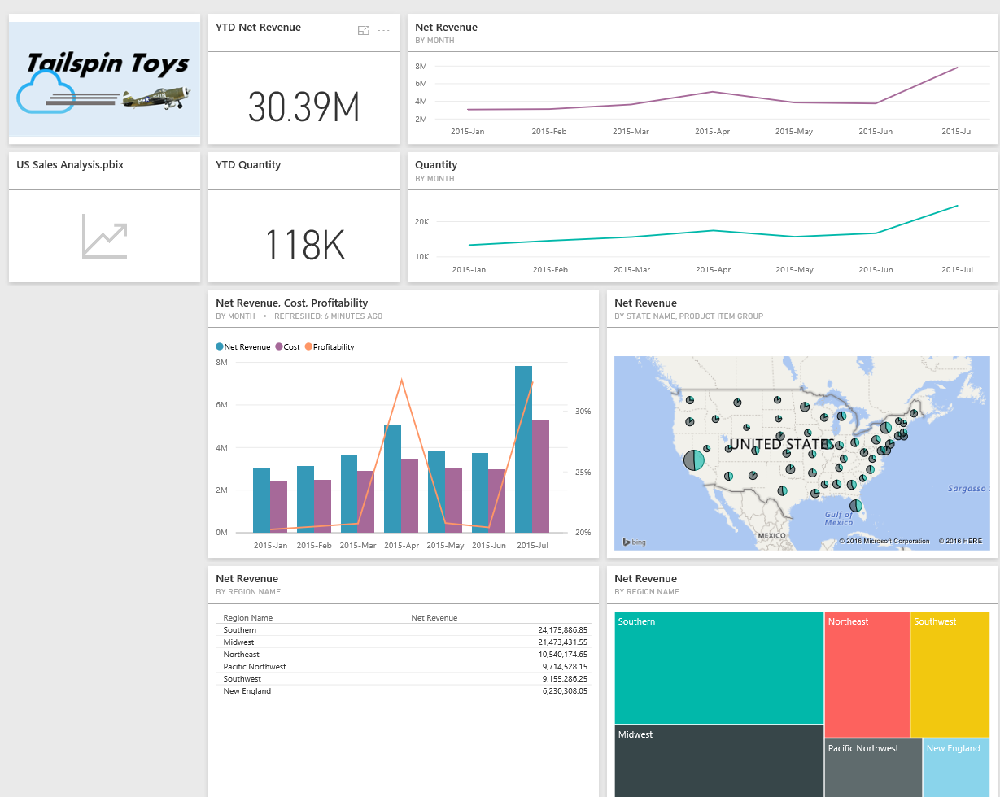 Tailspin Toys
YTD Net Revenue
30.39M
Net Revenue
BY MONTH
8M
6M
4M
2M
2015-Jan 2015-Feb 2015-Mar 2015-Apr 2015-May 2015-Jun 2015-Jul
US Sales Analysis.pbix
YTD Quantity
118K
Quantity
BY MONTH
20K
10K
2015-Jan 2015-Feb 2015-Mar 2015-Apr 2015-May 2015-Jun 2015-Jul
Net Revenue, Cost, Profitability
BY MONTH • REFRESHED: 6 MINUTES AGO
Net Revenue Cost Profitability
8M
6M
4M
2M
0M
30%
25%
20%
2015-Jan 2015-Feb 2015-Mar 2015-Apr 2015-May 2015-Jun 2015-Jul
Net Revenue
BY STATE NAME, PRODUCT ITEM GROUP
UNITED STATES
Sargasso
Gulf of
Mexico
MEXICO
bing
© 2016 Microsoft Corporation © 2016 HERE
Net Revenue
BY REGION NAME
Region Name Net Revenue
Southern 24,175,886.85
Midwest 21,473,431.55
Northeast 10,540,174.65
Pacific Northwest 9,714,528.15
Southwest 9,155,286.25
New England 6,230,308.05
Net Revenue
BY REGION NAME
Southern
Northeast
Southwest
Midwest
Pacific Northwest
New England